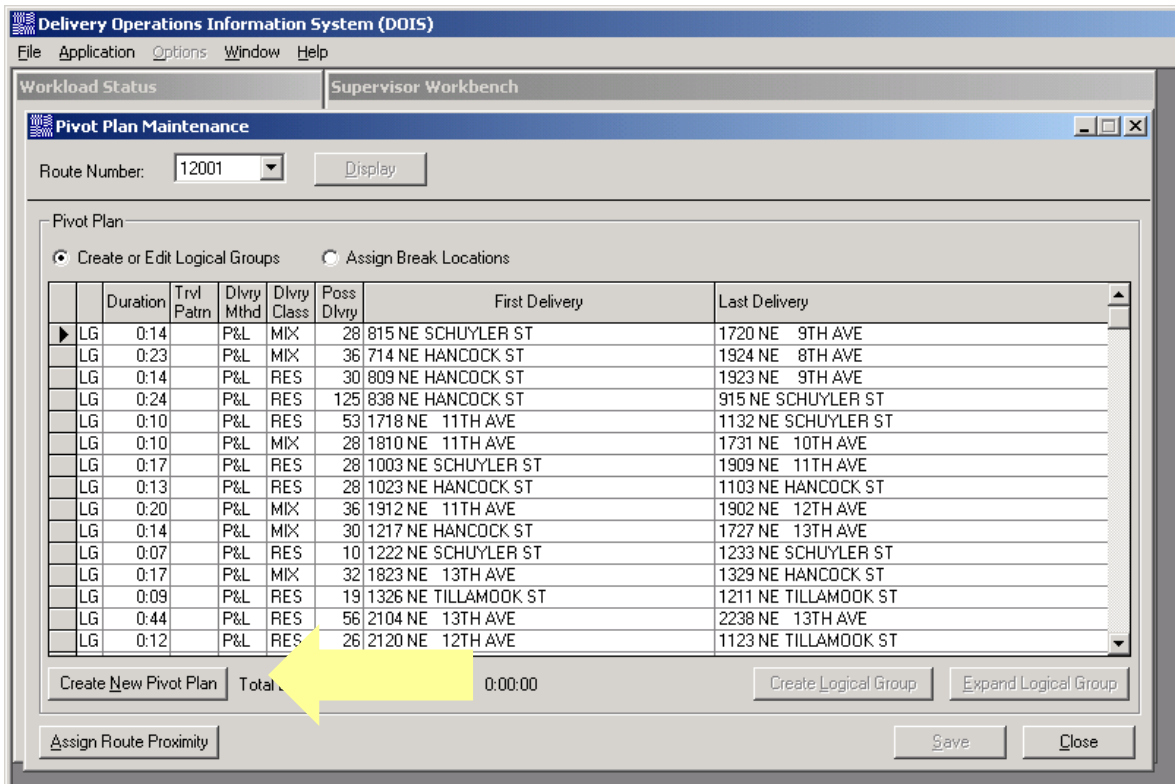 Delivery Operations Information System (DOIS)
File Application Options Window Help
Workload Status Supervisor Workbench
Pivot Plan Maintenance
Route Number: 12001 Display
Pivot Plan
Create or Edit Logical Groups Assign Break Locations
Duration Trvl Patrn Dlvry Mthd Dlvry Class Poss Dlvry First Delivery Last Delivery
LG 0:14 P&L MIX 28 815 NE SCHUYLER ST 1720 NE 9TH AVE
LG 0:23 P&L MIX 36 714 NE HANCOCK ST 1924 NE 8TH AVE
LG 0:14 P&L RES 30 809 NE HANCOCK ST 1923 NE 9TH AVE
LG 0:24 P&L RES 125 838 NE HANCOCK ST 915 NE SCHUYLER ST
LG 0:10 P&L RES 53 1718 NE 11TH AVE 1132 NE SCHUYLER ST
LG 0:10 P&L MIX 28 1810 NE 11TH AVE 1731 NE 10TH AVE
LG 0:17 P&L RES 28 1003 NE SCHUYLER ST 1909 NE 11TH AVE
LG 0:13 P&L RES 28 1023 NE HANCOCK ST 1103 NE HANCOCK ST
LG 0:20 P&L MIX 36 1912 NE 11TH AVE 1902 NE 12TH AVE
LG 0:14 P&L MIX 30 1217 NE HANCOCK ST 1727 NE 13TH AVE
LG 0:07 P&L RES 10 1222 NE SCHUYLER ST 1233 NE SCHUYLER ST
LG 0:17 P&L MIX 32 1823 NE 13TH AVE 1329 NE HANCOCK ST
LG 0:09 P&L RES 19 1326 NE TILLAMOOK ST 1211 NE TILLAMOOK ST
LG 0:44 P&L RES 56 2104 NE 13TH AVE 2238 NE 13TH AVE
LG 0:12 P&L RES 26 2120 NE 12TH AVE 1123 NE TILLAMOOK ST
Create New Pivot Plan Total 0:00:00 Create Logical Group Expand Logical Group
Assign Route Proximity Save Close